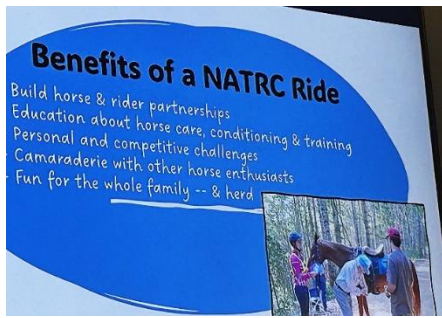 Benefits of a NATRC Ride
Build horse & rider partnerships
Education about horse care, conditioning & training
Personal and competitive challenges
- Camaraderie with other horse enthusiasts
- Fun for the whole family -- & herd